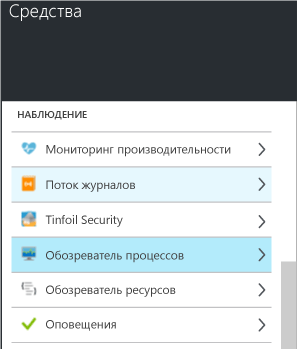 Средства
НАБЛЮДЕНИЕ
Мониторинг производительности
Поток журналов
Tinfoil Security
Обозреватель процессов
Обозреватель ресурсов
Оповещения